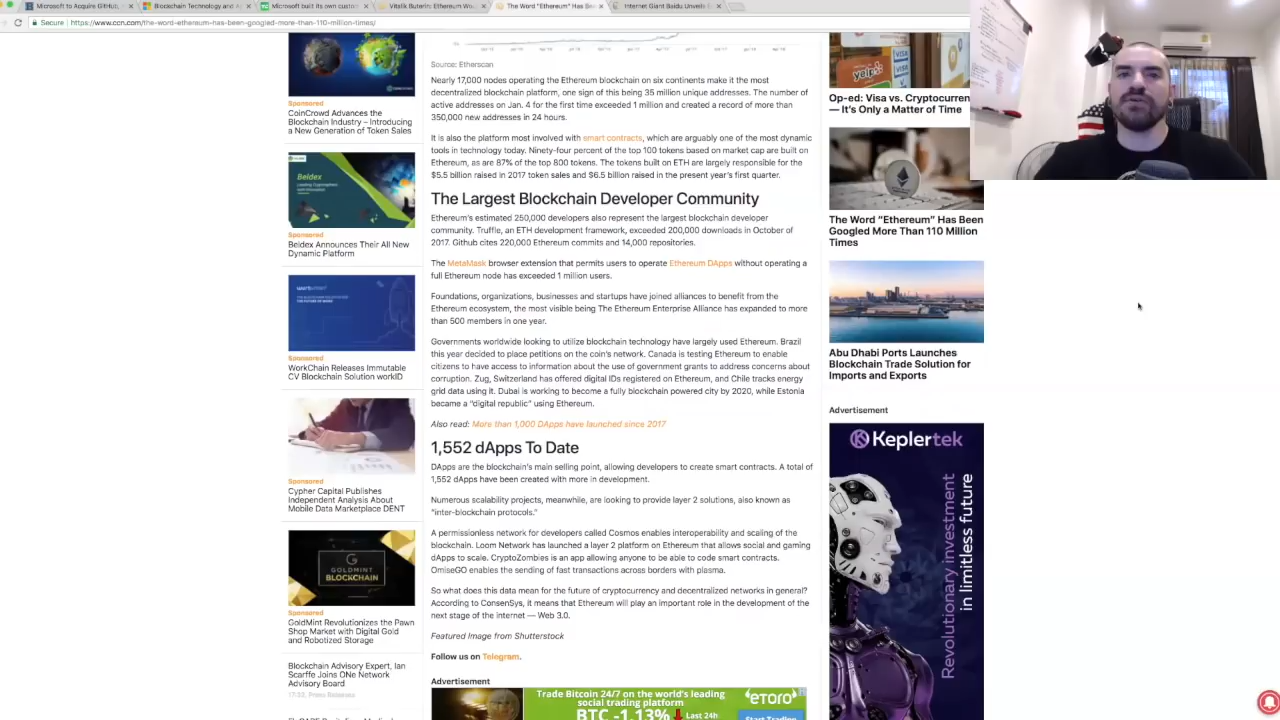 Microsoft to Acquire GitHub,
Blockchain Technology and
Microsoft built its own custom
Vitalik Buterin: Ethereum Wil
The Word "Ethereum" Has Bee
Internet Giant Baidu Unveils
Secure
https://www.ccn.com/the-word-ethereum-has-been-googled-more-than-110-million-times/
Sponsored
CoinCrowd Advances the
Blockchain Industry – Introducing
a New Generation of Token Sales
Beldex
Sponsored
Beldex Announces Their All New
Dynamic Platform
Sponsored
WorkChain Releases Immutable
CV Blockchain Solution workID
Sponsored
Cypher Capital Publishes
Independent Analysis About
Mobile Data Marketplace DENT
GOLDMINT
BLOCKCHAIN
Sponsored
GoldMint Revolutionizes the Pawn
Shop Market with Digital Gold
and Robotized Storage
Blockchain Advisory Expert, Ian
Scarffe Joins ONe Network
Advisory Board
17:32, Press Releases
Source: Etherscan
Nearly 17,000 nodes operating the Ethereum blockchain on six continents make it the most
decentralized blockchain platform, one sign of this being 35 million unique addresses. The number of
active addresses on Jan. 4 for the first time exceeded 1 million and created a record of more than
350,000 new addresses in 24 hours.
It is also the platform most involved with smart contracts, which are arguably one of the most dynamic
tools in technology today. Ninety-four percent of the top 100 tokens based on market cap are built on
Ethereum, as are 87% of the top 800 tokens. The tokens built on ETH are largely responsible for the
$5.5 billion raised in 2017 token sales and $6.5 billion raised in the present year's first quarter.
The Largest Blockchain Developer Community
Ethereum's estimated 250,000 developers also represent the largest blockchain developer
community. Truffle, an ETH development framework, exceeded 200,000 downloads in October of
2017. Github cites 220,000 Ethereum commits and 14,000 repositories.
The MetaMask browser extension that permits users to operate Ethereum DApps without operating a
full Ethereum node has exceeded 1 million users.
Foundations, organizations, businesses and startups have joined alliances to benefit from the
Ethereum ecosystem, the most visible being The Ethereum Enterprise Alliance has expanded to more
than 500 members in one year.
Governments worldwide looking to utilize blockchain technology have largely used Ethereum. Brazil
this year decided to place petitions on the coin's network. Canada is testing Ethereum to enable
citizens to have access to information about the use of government grants to address concerns about
corruption. Zug, Switzerland has offered digital IDs registered on Ethereum, and Chile tracks energy
grid data using it. Dubai is working to become a fully blockchain powered city by 2020, while Estonia
became a "digital republic" using Ethereum.
Also read: More than 1,000 DApps have launched since 2017
1,552 dApps To Date
DApps are the blockchain's main selling point, allowing developers to create smart contracts. A total of
1,552 dApps have been created with more in development.
Numerous scalability projects, meanwhile, are looking to provide layer 2 solutions, also known as
"inter-blockchain protocols."
A permissionless network for developers called Cosmos enables interoperability and scaling of the
blockchain. Loom Network has launched a layer 2 platform on Ethereum that allows social and gaming
dApps to scale. CryptoZombies is an app allowing anyone to be able to code smart contracts.
OmiseGO enables the sending of fast transactions across borders with plasma.
So what does this data mean for the future of cryptocurrency and decentralized networks in general?
According to ConsenSys, it means that Ethereum will play an important role in the development of the
next stage of the internet — Web 3.0.
Featured Image from Shutterstock
Follow us on Telegram.
Advertisement
Trade Bitcoin 24/7 on the world's leading
social trading platform
BTC -1.13% Last 24h
etoro
Start Trading
yelp
VISA
Op-ed: Visa vs. Cryptocurren
— It's Only a Matter of Time
The Word "Ethereum" Has Been
Googled More Than 110 Million
Times
Abu Dhabi Ports Launches
Blockchain Trade Solution for
Imports and Exports
Advertisement
Keplertek
Revolutionary investment
in limitless future